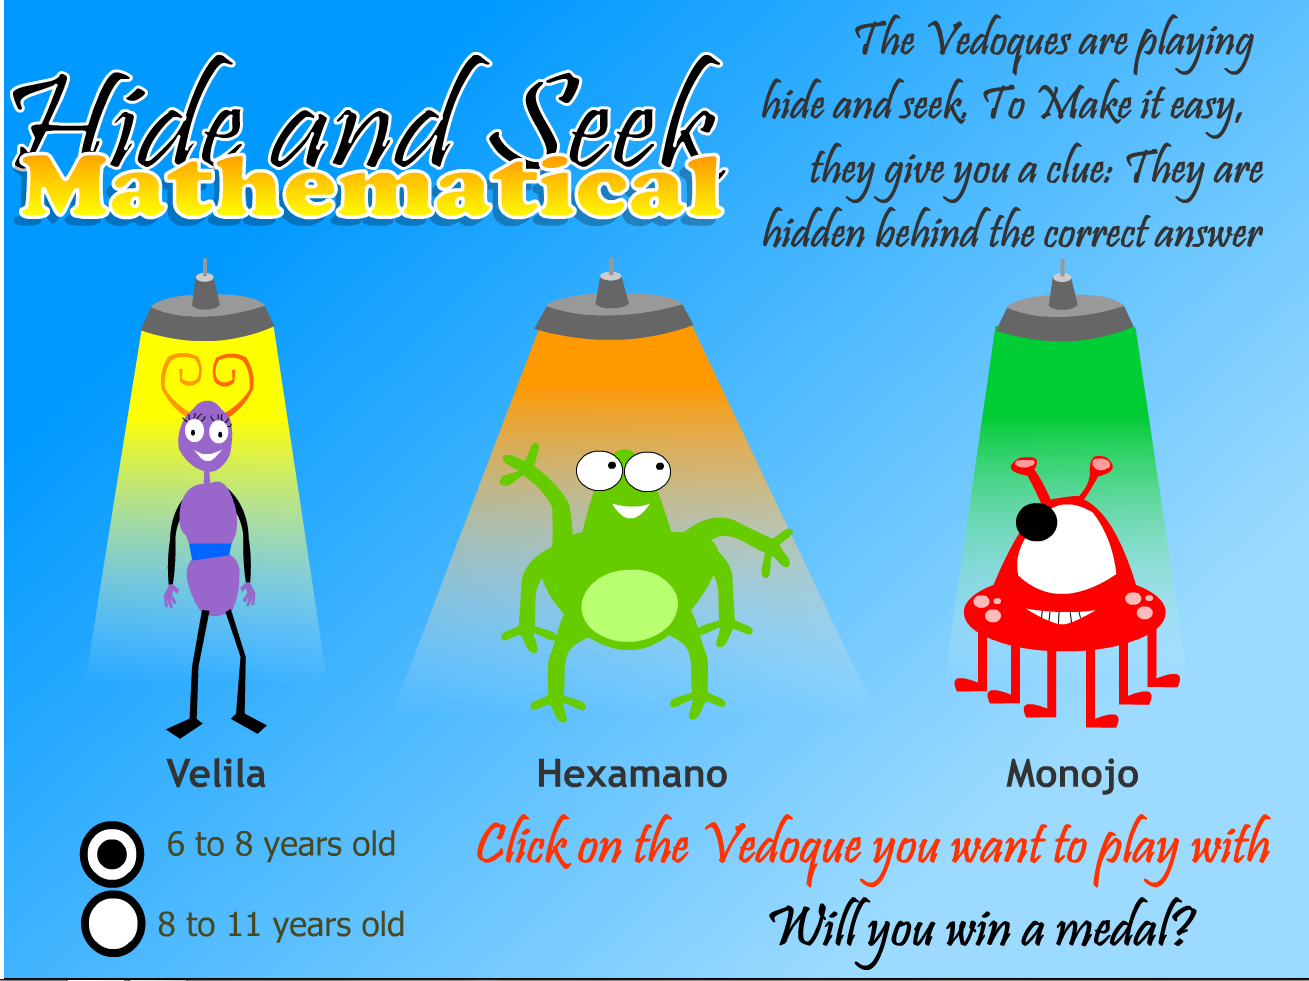 Hide and Seek
Mathematical
The Vedoques are playing
hide and seek. To Make it easy,
they give you a clue: They are
hidden behind the correct answer
Velila
Hexamano
Monojo
6 to 8 years old
8 to 11 years old
Click on the Vedoque you want to play with
Will you win a medal?